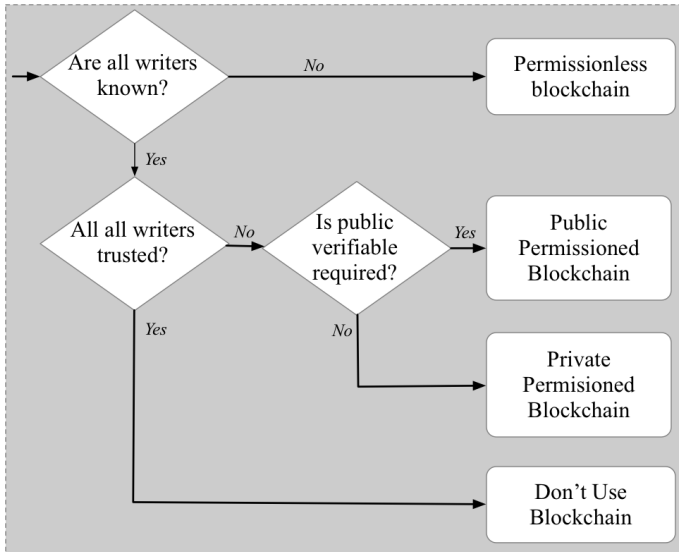 Are all writers
known?
No
Permissionless
blockchain
Yes
All all writers
trusted?
No
Is public
verifiable
required?
Yes
Public
Permissioned
Blockchain
Yes
No
Private
Permisioned
Blockchain
Don't Use
Blockchain